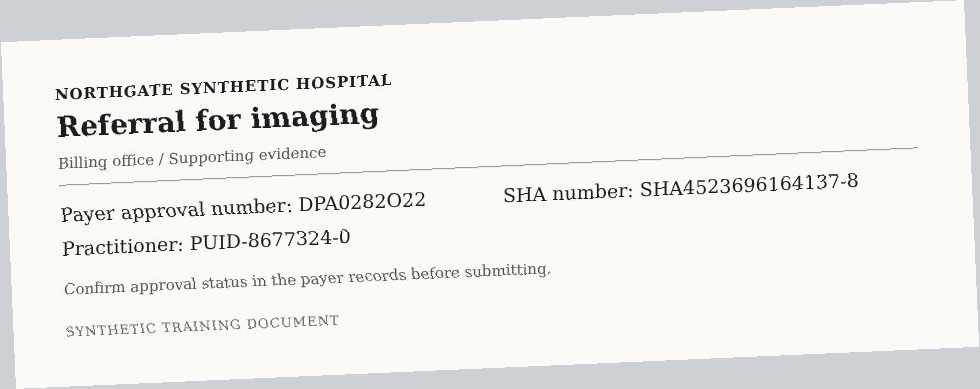 NORTHGATE SYNTHETIC HOSPITAL
Referral for imaging
Billing office / Supporting evidence
Payer approval number: DPA0282O22 SHA number: SHA4523696164137-8
Practitioner: PUID-8677324-0
Confirm approval status in the payer records before submitting.
SYNTHETIC TRAINING DOCUMENT